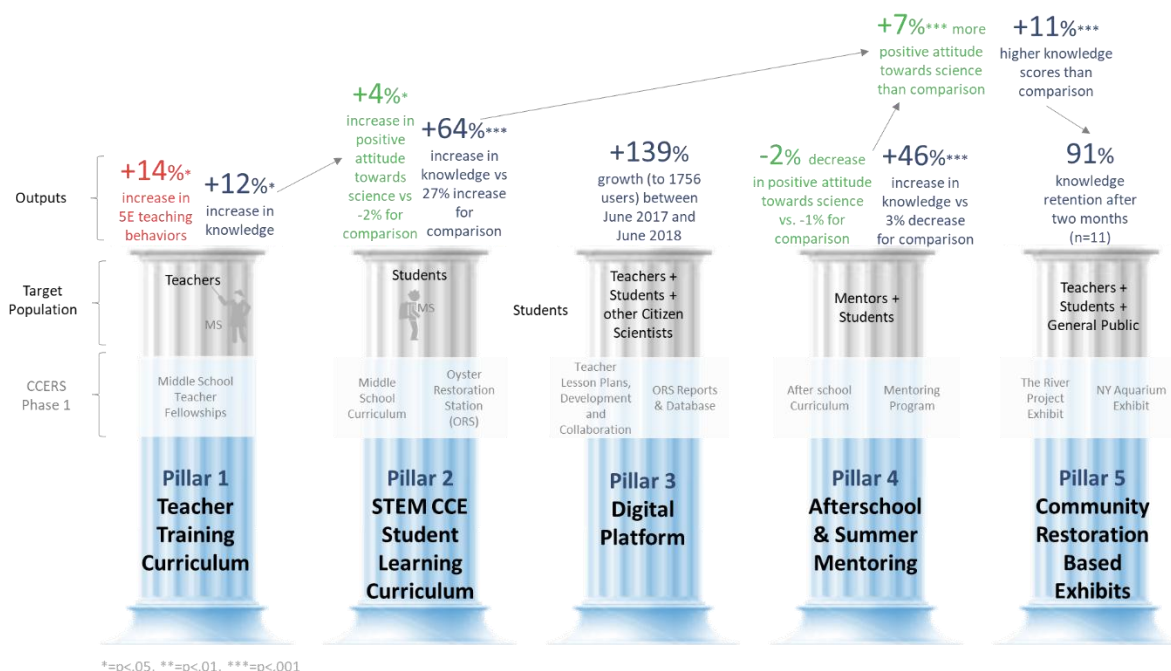 +7%*** more
positive attitude
towards science
than comparison
+11%***
higher knowledge
scores than
comparison
Outputs
+14%*
increase in
5E teaching
behaviors
+12%*
increase in
knowledge
+4%*
increase in
positive
attitude
towards
science vs
-2% for
comparison
+64%***
increase in
knowledge vs
27% increase
for
comparison
+139%
growth (to 1756
users) between
June 2017 and
June 2018
-2% decrease
in positive attitude
towards science
vs. -1% for
comparison
+46%***
increase in
knowledge vs
3% decrease
for comparison
91%
knowledge
retention after
two months
(n=11)
Target
Population
Teachers
MS
Students
MS
Students
Teachers +
Students +
other Citizen
Scientists
Mentors +
Students
Teachers +
Students +
General Public
CCERS
Phase 1
Middle School
Teacher
Fellowships
Middle
School
Curriculum
Oyster
Restoration
Station
(ORS)
Teacher
Lesson Plans,
Development
and
Collaboration
ORS Reports
& Database
After school
Curriculum
Mentoring
Program
The River
Project
Exhibit
NY Aquarium
Exhibit
Pillar 1
Teacher
Training
Curriculum
Pillar 2
STEM CCE
Student
Learning
Curriculum
Pillar 3
Digital
Platform
Pillar 4
Afterschool
& Summer
Mentoring
Pillar 5
Community
Restoration
Based
Exhibits
*=p<.05, **=p<.01, ***=p<.001